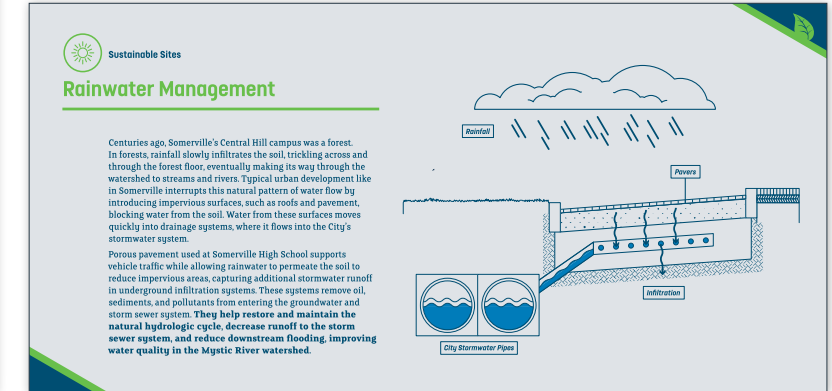 Sustainable Sites
Rainwater Management
Centuries ago, Somerville's Central Hill campus was a forest.
In forests, rainfall slowly infiltrates the soil, trickling across and
through the forest floor, eventually making its way through the
watershed to streams and rivers. Typical urban development like
in Somerville interrupts this natural pattern of water flow by
introducing impervious surfaces, such as roofs and pavement,
blocking water from the soil. Water from these surfaces moves
quickly into drainage systems, where it flows into the City's
stormwater system.
Porous pavement used at Somerville High School supports
vehicle traffic while allowing rainwater to permeate the soil to
reduce impervious areas, capturing additional stormwater runoff
in underground infiltration systems. These systems remove oil,
sediments, and pollutants from entering the groundwater and
storm sewer system. They help restore and maintain the
natural hydrologic cycle, decrease runoff to the storm
sewer system, and reduce downstream flooding, improving
water quality in the Mystic River watershed.
Rainfall
Pavers
Infiltration
City Stormwater Pipes